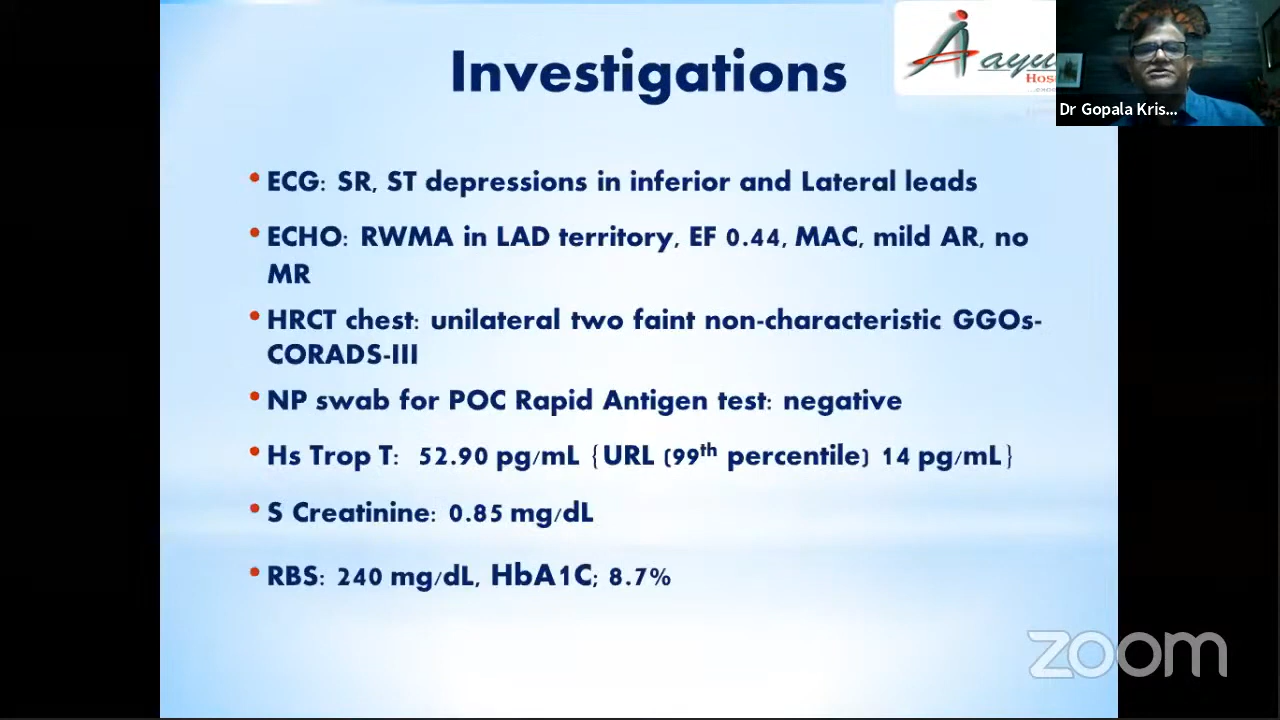 Investigations
aayu
Hos
Dr Gopala Kris...
• ECG: SR, ST depressions in inferior and Lateral leads
• ECHO: RWMA in LAD territory, EF 0.44, MAC, mild AR, no
MR
• HRCT chest: unilateral two faint non-characteristic GGOs-
CORADS-III
• NP swab for POC Rapid Antigen test: negative
• Hs Trop T: 52.90 pg/mL {URL (99th percentile) 14 pg/mL}
• S Creatinine: 0.85 mg/dL
• RBS: 240 mg/dL, HbA1C; 8.7%
zoom